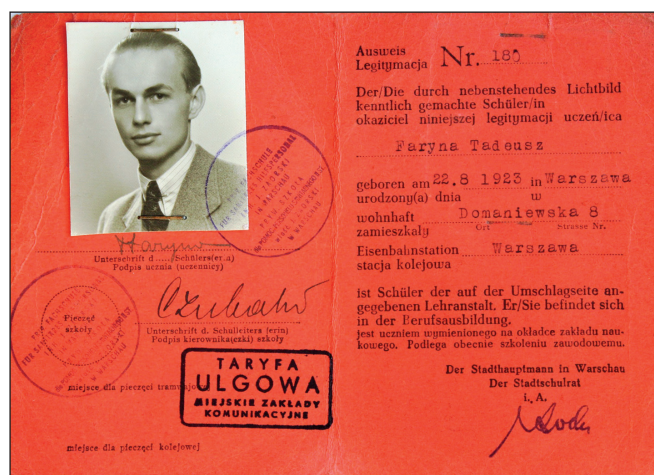 Faryna
Unterschrift d...../Schülers(er.a)
Podpis ucznia (uczennicy)
Pieczęć
szkoły
Unterschrift d. Schulleiters (erin)
Podpis kierownika(czki) szkoły
TARYFA
ULGOWA
MIEJSKIE ZAKŁADY
KOMUNIKACYJNE
miejsce dla pieczęci tramwajo
miejsce dla pieczęci kolejowej
Ausweis
Legitymacja Nr. 180
Der/Die durch nebenstehendes Lichtbild
kenntlich gemachte Schüler/in
okaziciel niniejszej legitymacji uczeń/ica
Faryna Tadeusz
geboren am 22.8 1923 in Warszawa
urodzony(a) dnia w
wohnhaft Domaniewska 8
zamieszkały Ort Strasse Nr.
Eisenbahnstation Warszawa
stacja kolejowa
ist Schüler der auf der Umschlagseite an-
gegebenen Lehranstalt. Er/Sie befindet sich
in der Berufsausbildung.
jest uczniem wymienionego na okładce zakładu nau-
kowego. Podlega obecnie szkoleniu zawodowemu.
Der Stadthauptmann in Warschau
Der Stadtschulrat
i. A.